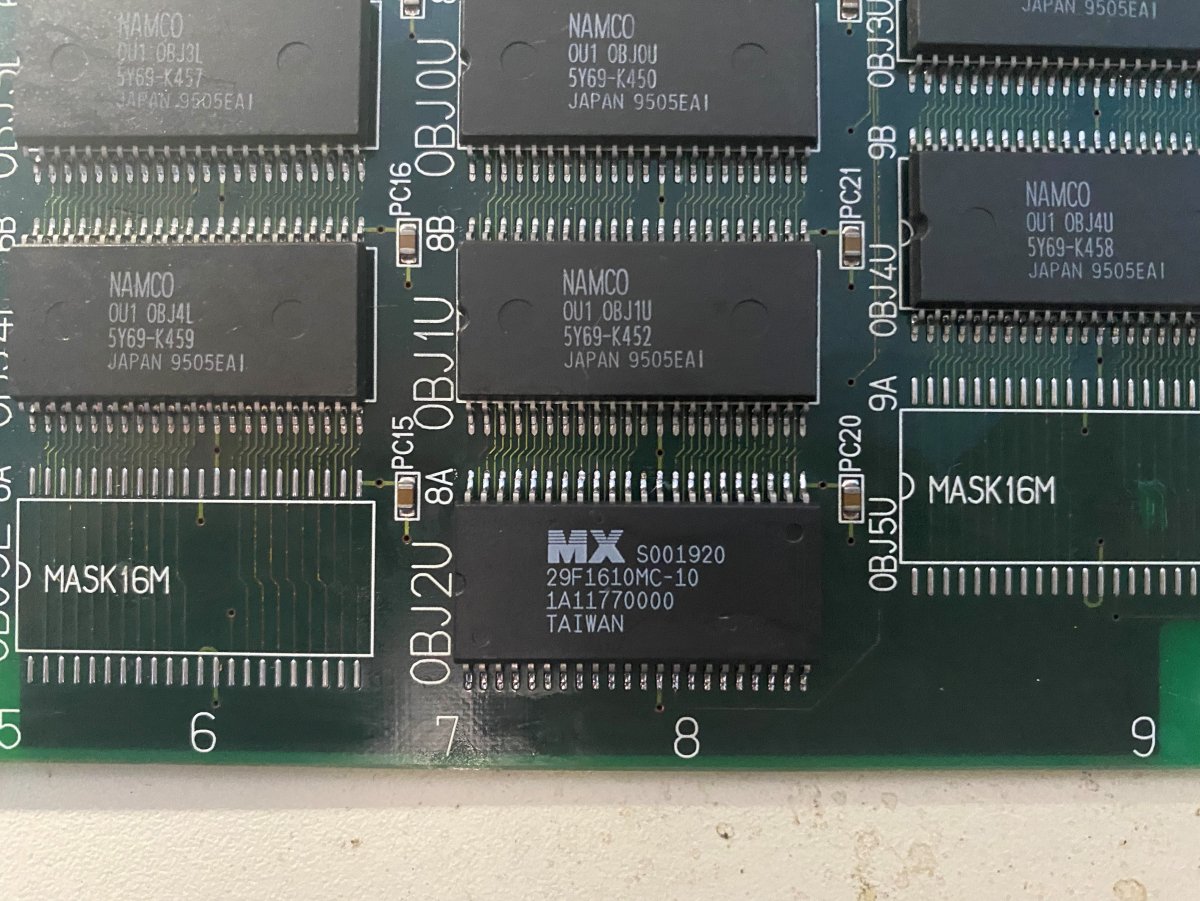 NAMCO
OU1 OBJ3L
5Y69-K457
JAPAN 9505EAI
OBJ0U
NAMCO
OU1 OBJ0U
5Y69-K450
JAPAN 9505EAI
OBJ3U
JAPAN 9505EAI
PC16
8B
PC21
9B
NAMCO
OU1 OBJ4L
5Y69-K459
JAPAN 9505EAI
OBJ1U
NAMCO
OU1 OBJ1U
5Y69-K452
JAPAN 9505EAI
OBJ4U
NAMCO
OU1 OBJ4U
5Y69-K458
JAPAN 9505EAI
PC15
8A
PC20
9A
MASK16M
OBJ2U
MX S001920
29F1610MC-10
1A11770000
TAIWAN
OBJ5U
MASK16M
5
6
7
8
9